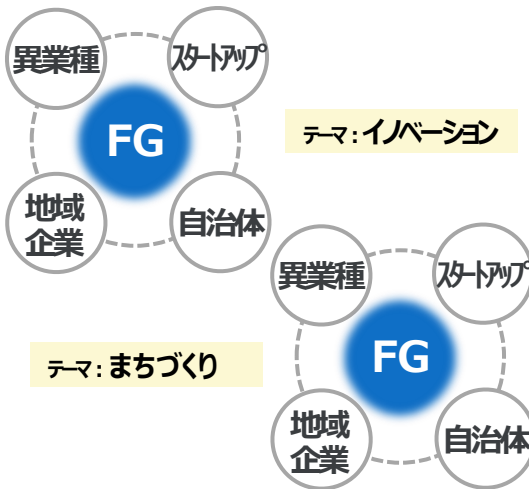 異業種
スタートアップ
FG
テーマ：イノベーション
地域
企業
自治体
異業種
スタートアップ
FG
テーマ：まちづくり
地域
企業
自治体